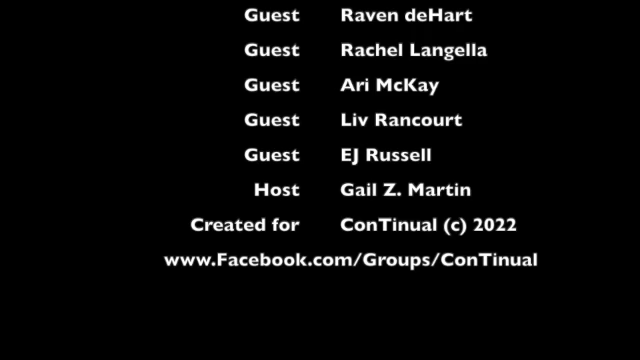 Guest Raven deHart
Guest Rachel Langella
Guest Ari McKay
Guest Liv Rancourt
Guest EJ Russell
Host Gail Z. Martin
Created for ConTinual (c) 2022
www.Facebook.com/Groups/ConTinual